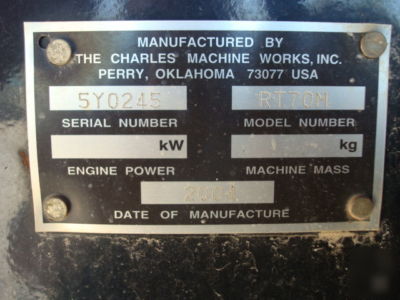 MANUFACTURED BY
THE CHARLES MACHINE WORKS, INC.
PERRY, OKLAHOMA 73077 USA
5Y0245 RT70M
SERIAL NUMBER MODEL NUMBER
kW kg
ENGINE POWER MACHINE MASS
DATE OF MANUFACTURE